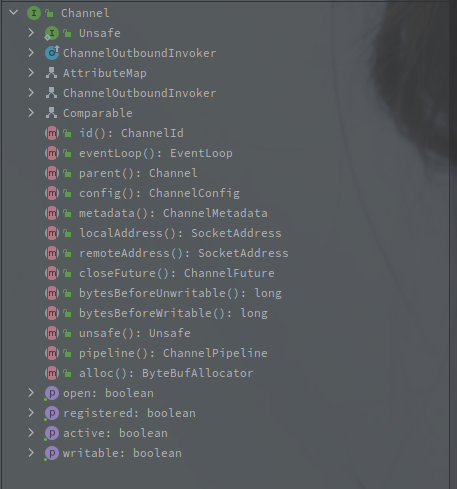 Channel
Unsafe
ChannelOutboundInvoker
AttributeMap
ChannelOutboundInvoker
Comparable
id(): ChannelId
eventLoop(): EventLoop
parent(): Channel
config(): ChannelConfig
metadata(): ChannelMetadata
localAddress(): SocketAddress
remoteAddress(): SocketAddress
closeFuture(): ChannelFuture
bytesBeforeUnwritable(): long
bytesBeforeWritable(): long
unsafe(): Unsafe
pipeline(): ChannelPipeline
alloc(): ByteBufAllocator
open: boolean
registered: boolean
active: boolean
writable: boolean